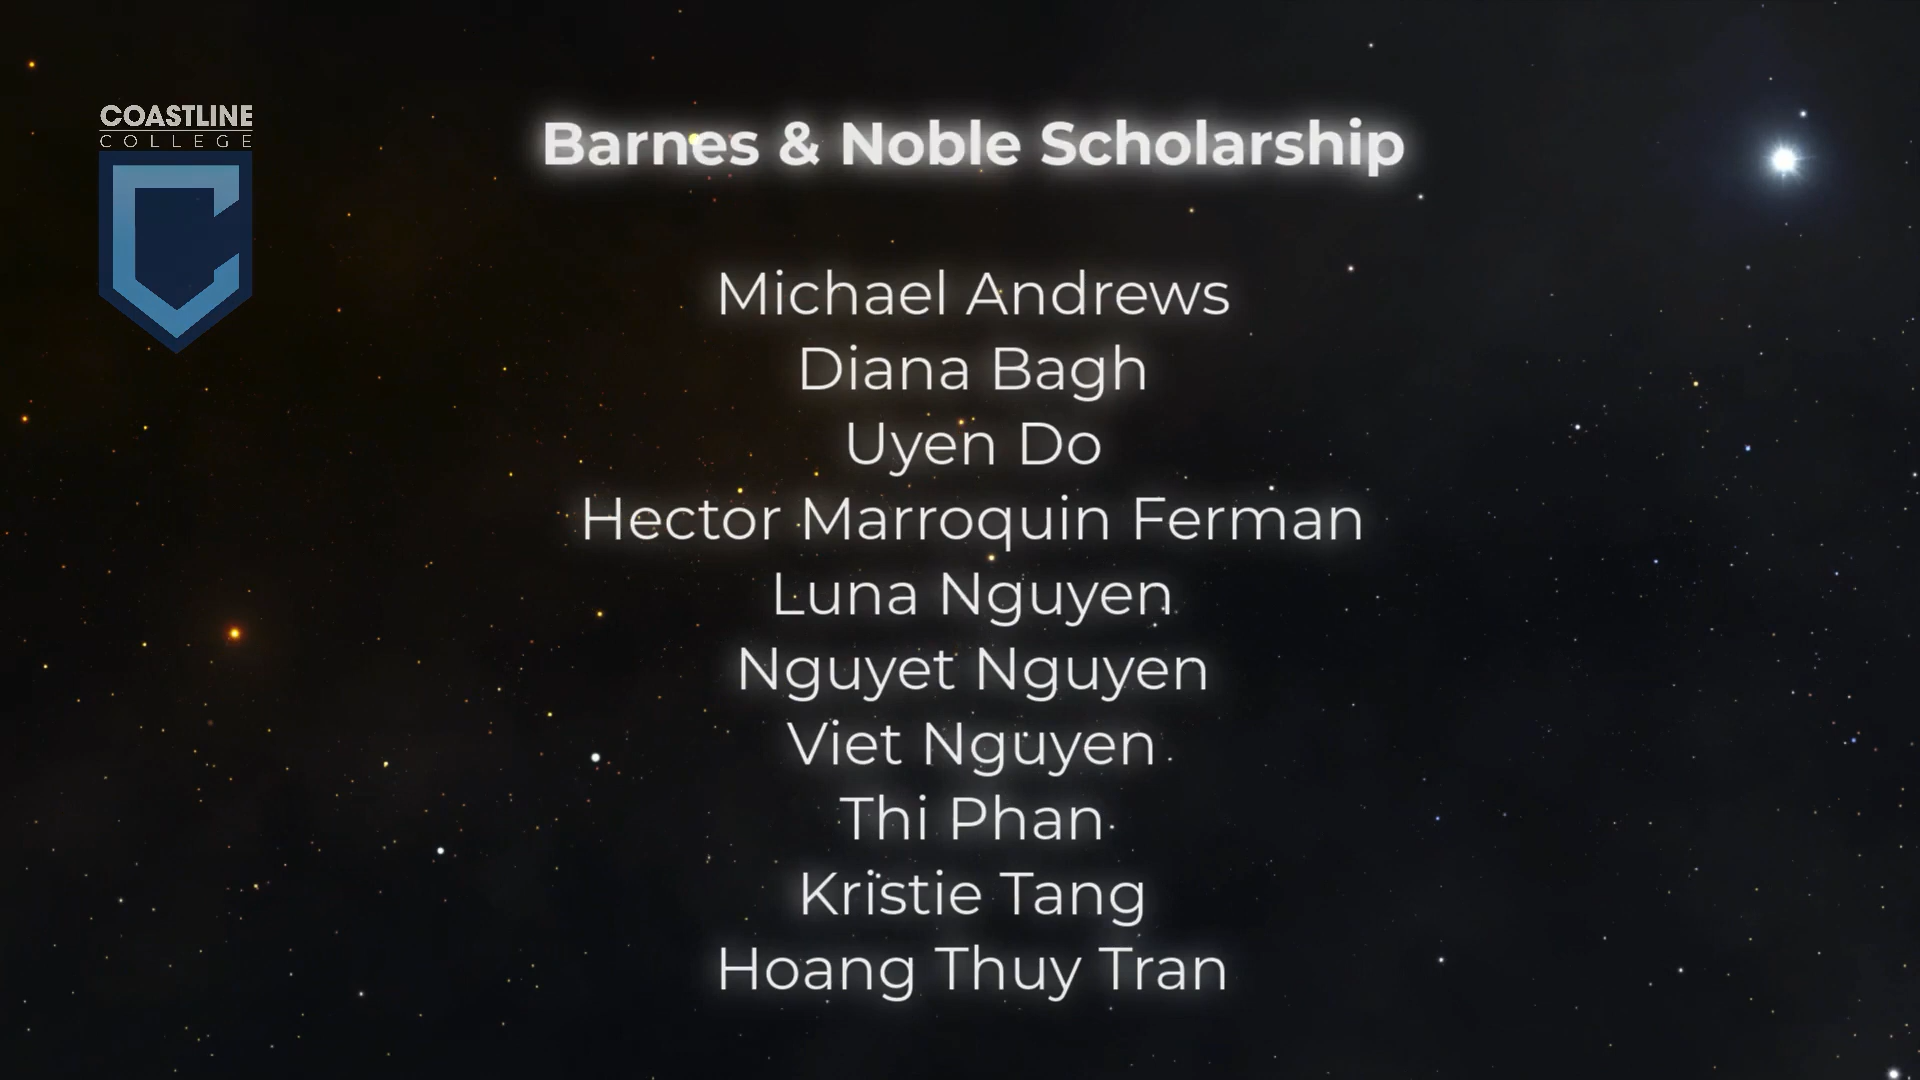 COASTLINE
COLLEGE
Barnes & Noble Scholarship
Michael Andrews
Diana Bagh
Uyen Do
Hector Marroquin Ferman
Luna Nguyen
Nguyet Nguyen
Viet Nguyen
Thi Phan
Kristie Tang
Hoang Thuy Tran